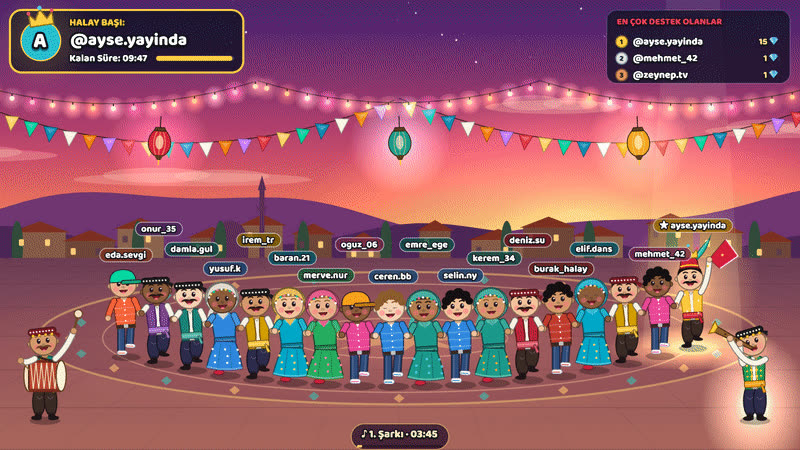 HALAY BAŞI:
A
@ayse.yayinda
Kalan Süre: 09:47
EN ÇOK DESTEK OLANLAR
1 @ayse.yayinda 15
2 @mehmet_42 1
3 @zeynep.tv 1
onur_35
eda.sevgi
damla.gul
yusuf.k
irem_tr
baran.21
merve.nur
oguz_06
ceren.bb
emre_ege
selin.ny
kerem_34
deniz.su
burak_halay
elif.dans
mehmet_42
★ ayse.yayinda
♪ 1. Şarkı · 03:45